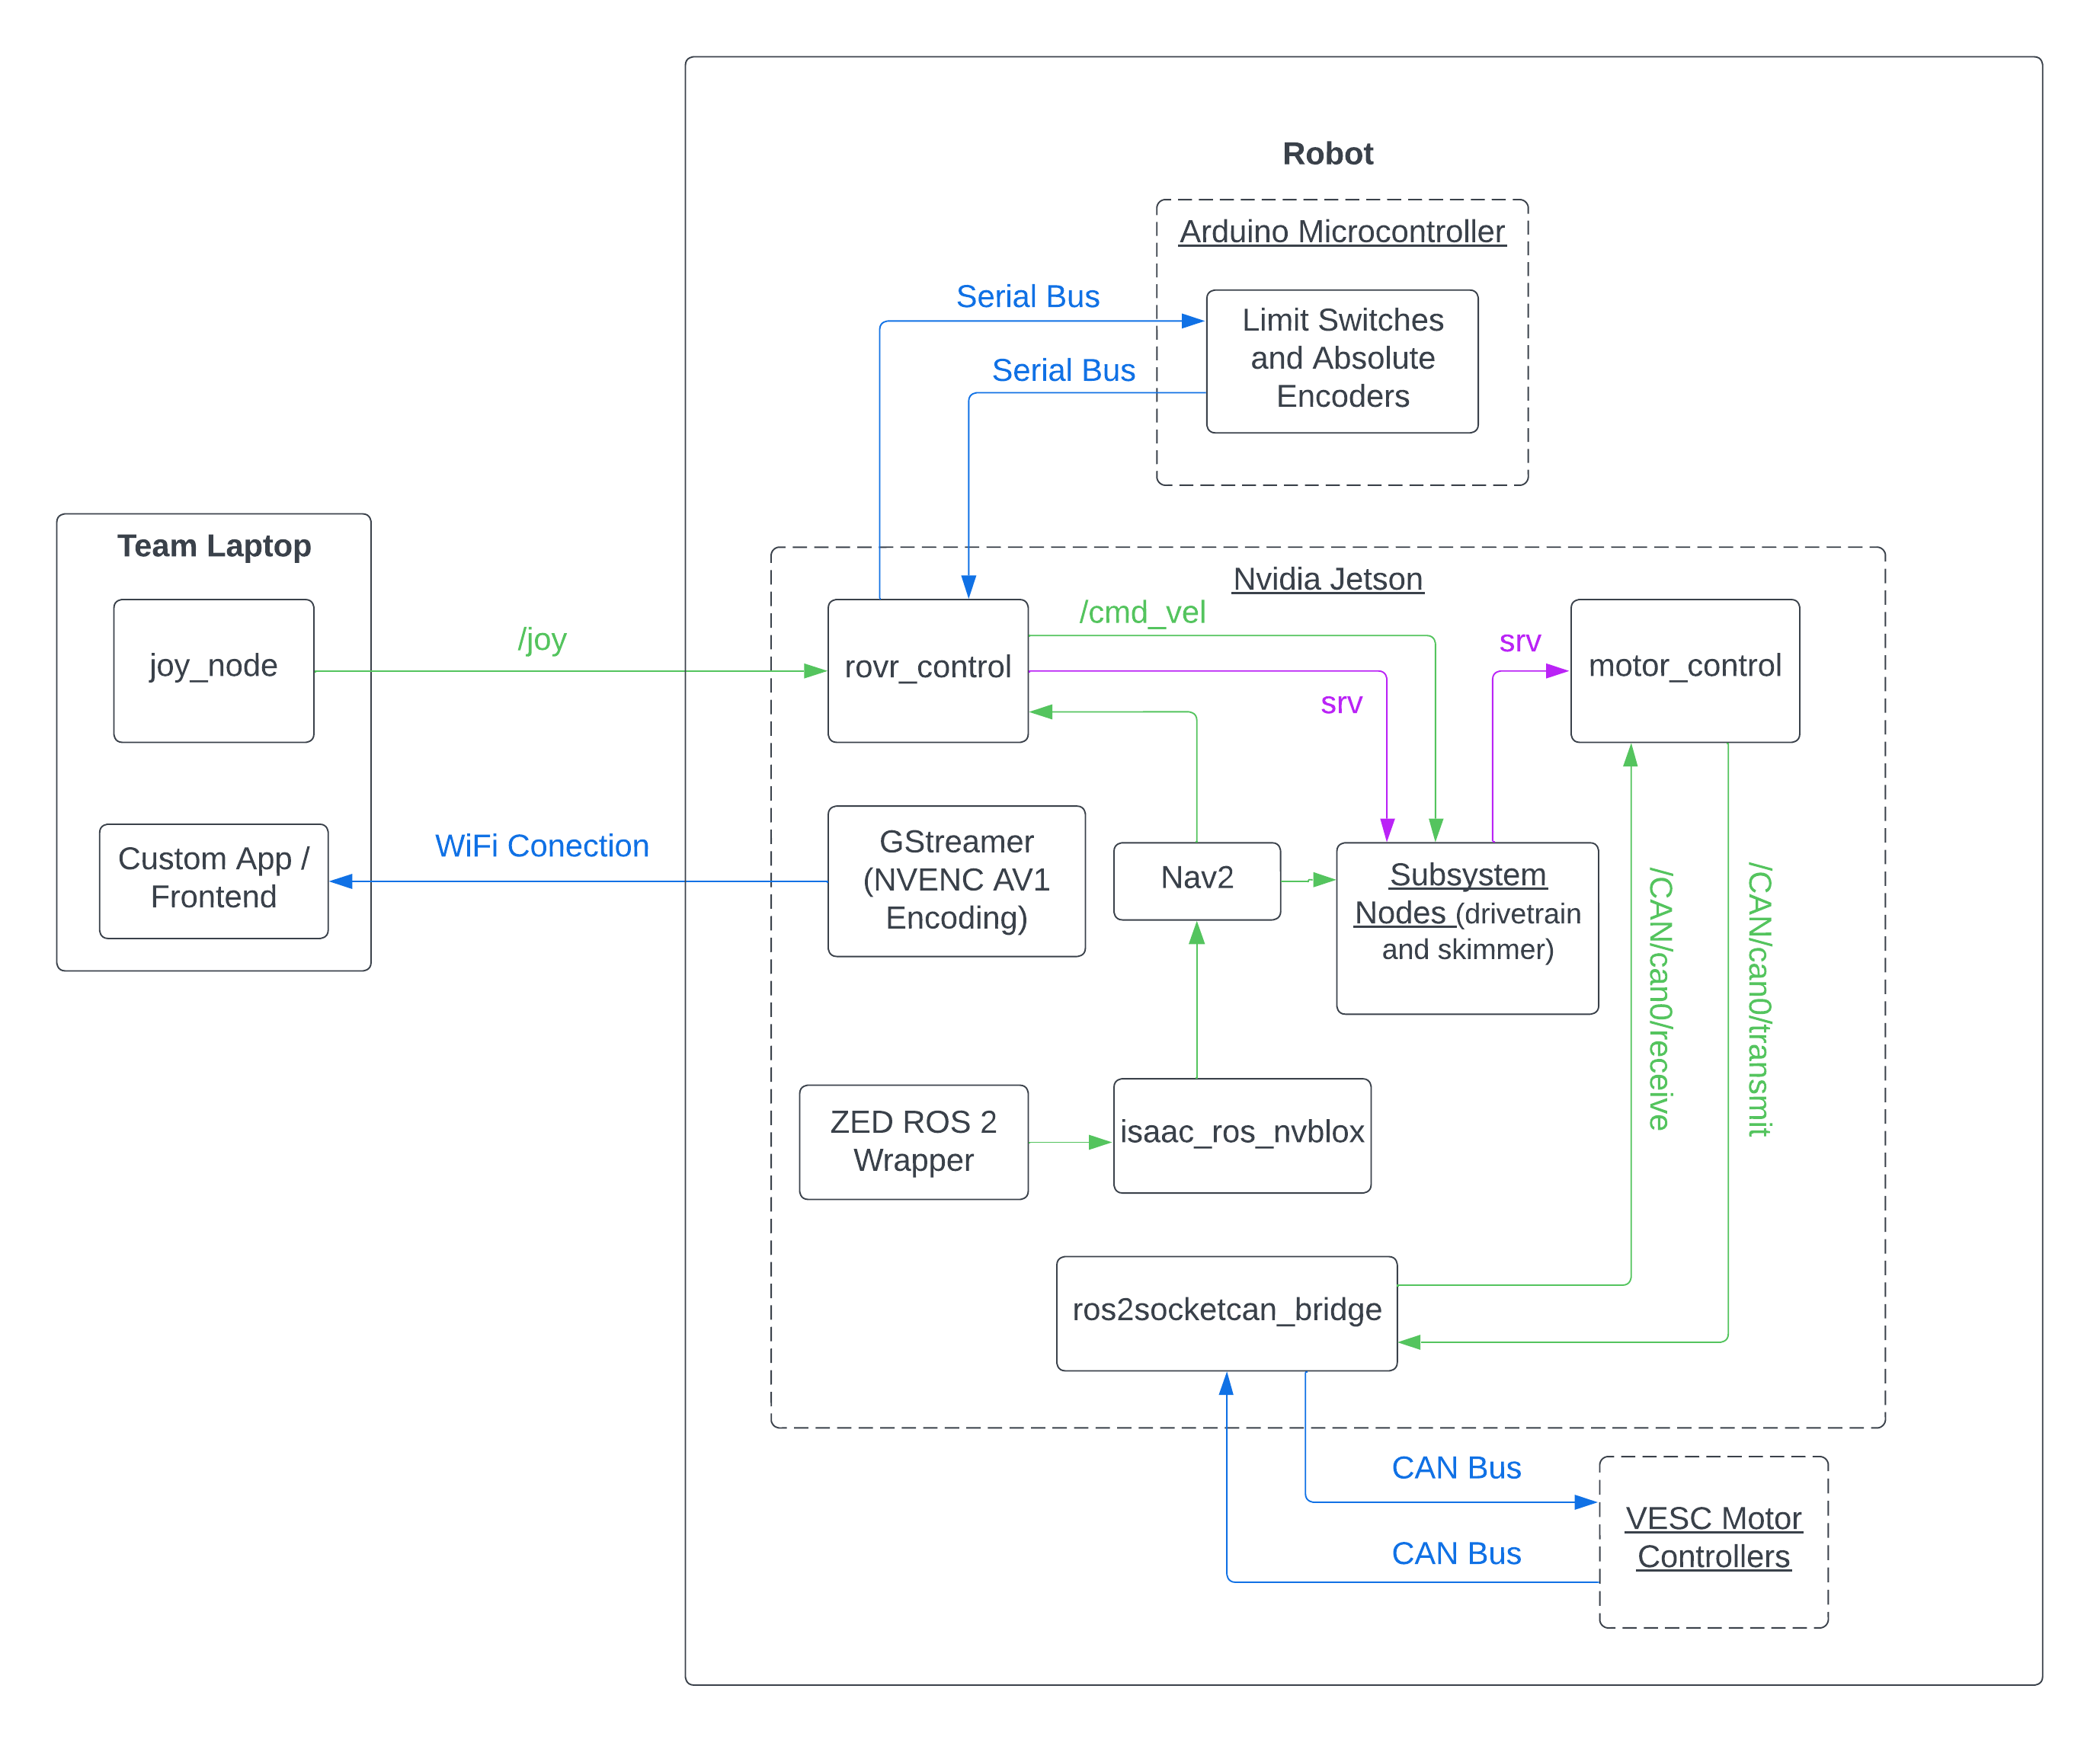 Robot
Arduino Microcontroller
Serial Bus
Limit Switches
and Absolute
Encoders
Serial Bus
Team Laptop
joy_node
/joy
Custom App /
Frontend
WiFi Conection
Nvidia Jetson
rovr_control
/cmd_vel
srv
srv
motor_control
GStreamer
(NVENC AV1
Encoding)
Nav2
Subsystem
Nodes (drivetrain
and skimmer)
/CAN/can0/receive
/CAN/can0/transmit
ZED ROS 2
Wrapper
isaac_ros_nvblox
ros2socketcan_bridge
CAN Bus
CAN Bus
VESC Motor
Controllers